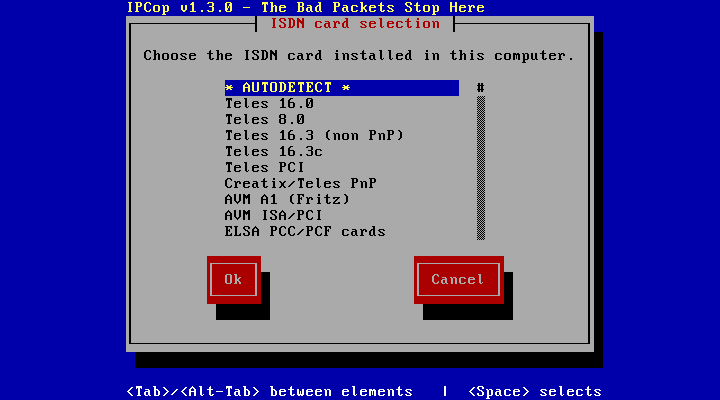 IPCop v1.3.0 - The Bad Packets Stop Here
ISDN card selection
Choose the ISDN card installed in this computer.
* AUTODETECT * #
Teles 16.0
Teles 8.0
Teles 16.3 (non PnP)
Teles 16.3c
Teles PCI
Creatix/Teles PnP
AVM A1 (Fritz)
AVM ISA/PCI
ELSA PCC/PCF cards
Ok Cancel
<Tab>/<Alt-Tab> between elements | <Space> selects